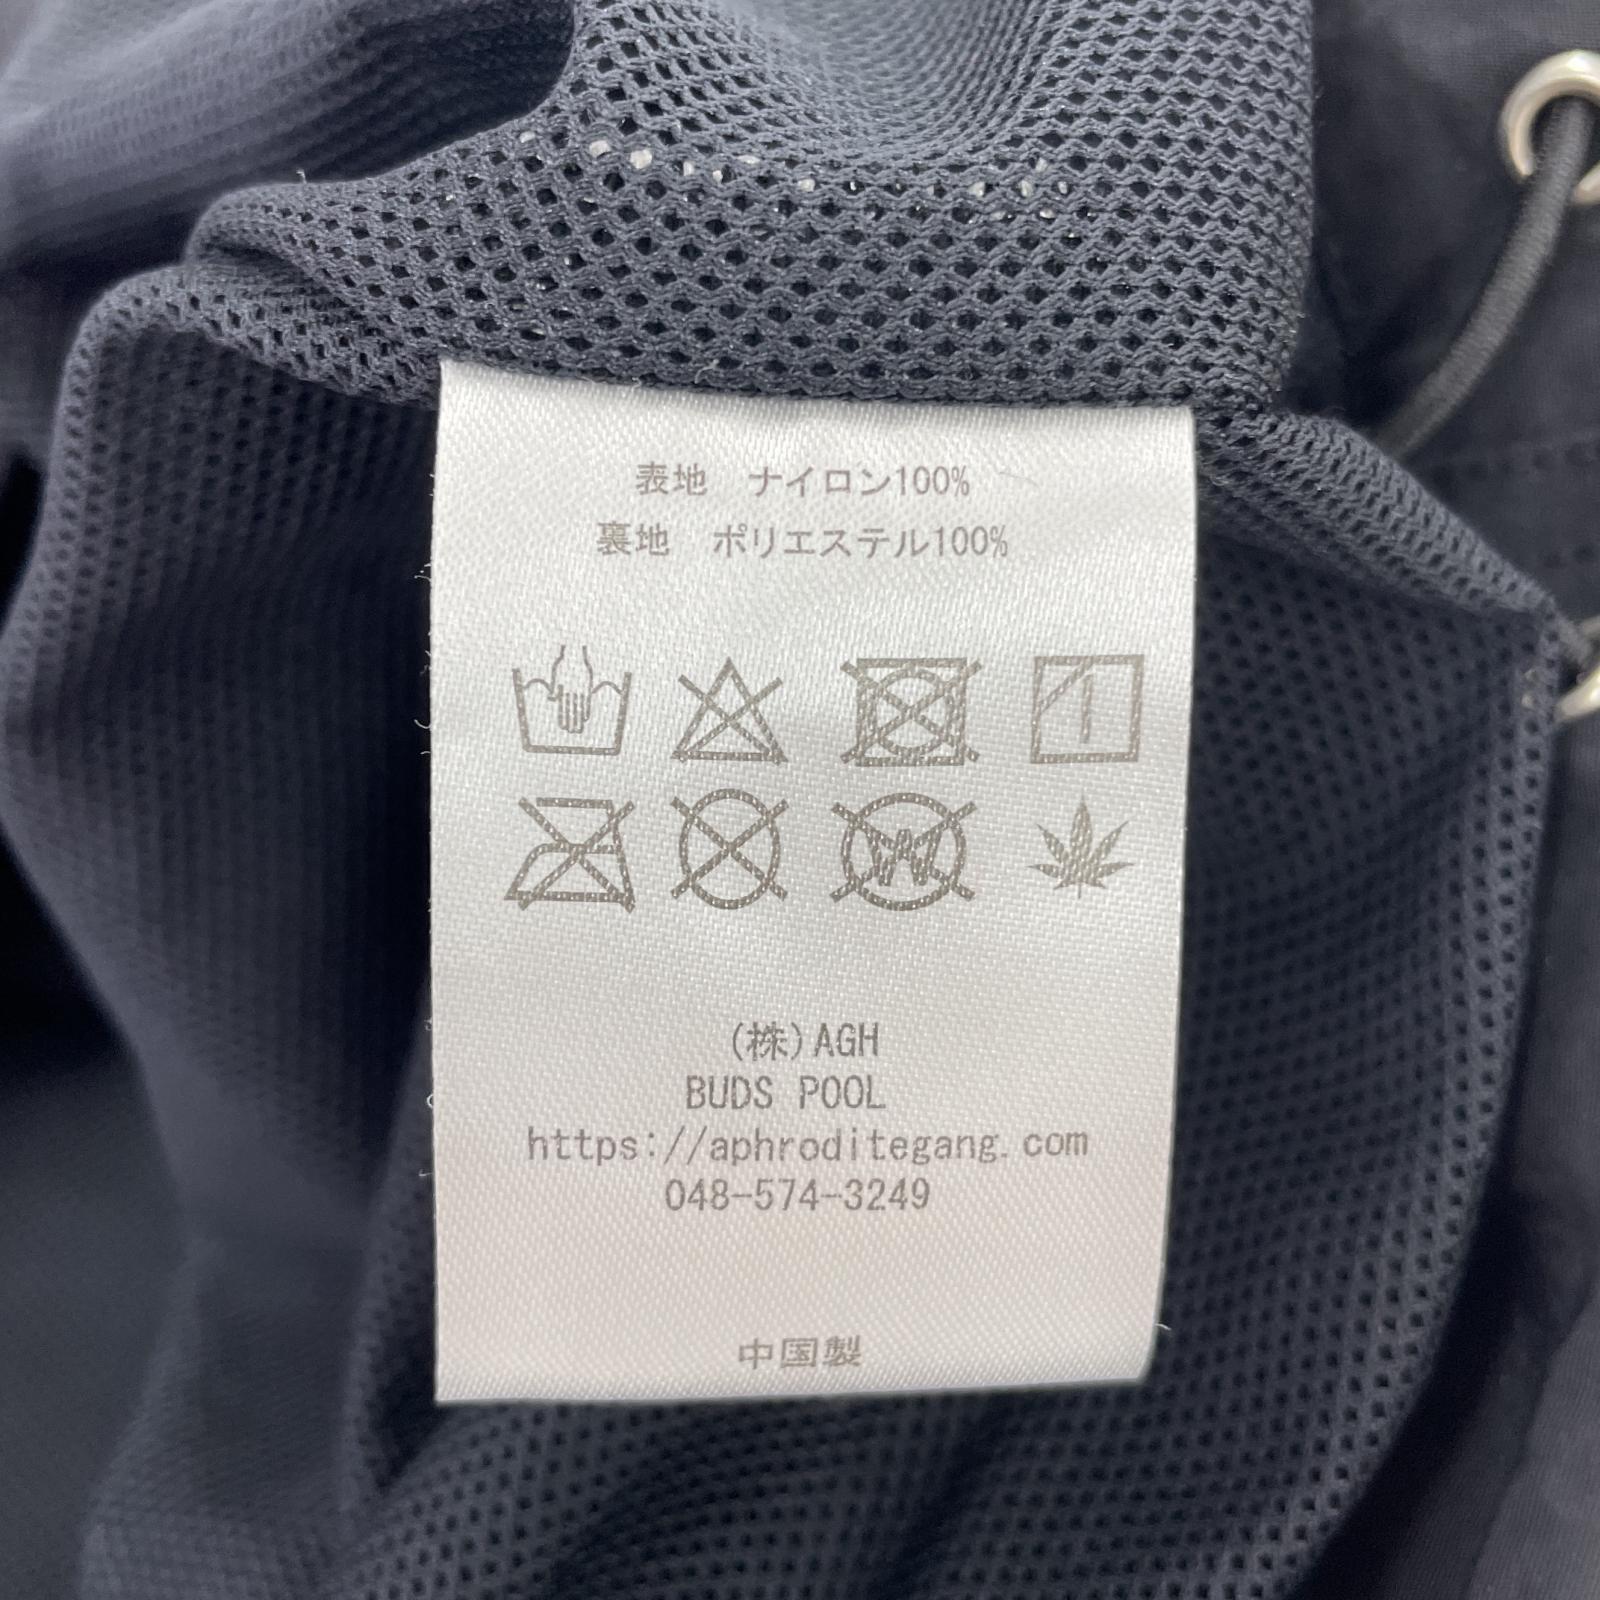 表地　ナイロン100%
裏地　ポリエステル100%
(株)AGH
BUDS POOL
https://aphroditegang.com
048-574-3249
中国製